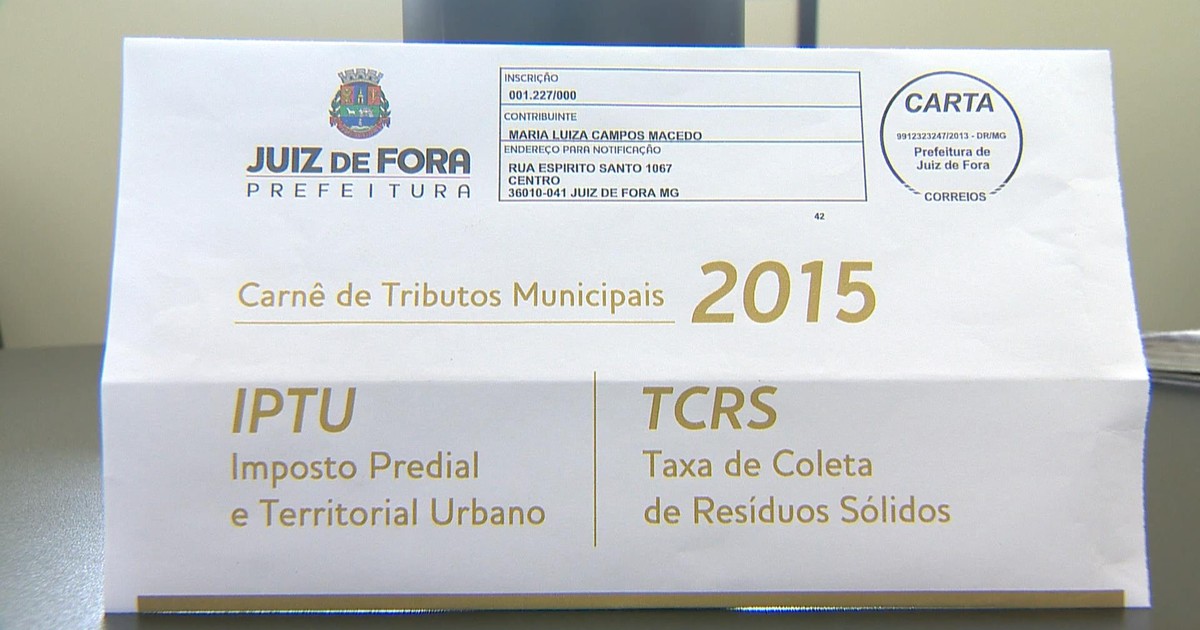 JUIZ DE FORA
PREFEITURA
INSCRIÇÃO
001.227/000
CONTRIBUINTE
MARIA LUIZA CAMPOS MACEDO
ENDEREÇO PARA NOTIFICAÇÃO
RUA ESPIRITO SANTO 1067
CENTRO
36010-041 JUIZ DE FORA MG
42
CARTA
9912323247/2013 - DR/MG
Prefeitura de
Juiz de Fora
CORREIOS
Carnê de Tributos Municipais 2015
IPTU
Imposto Predial
e Territorial Urbano
TCRS
Taxa de Coleta
de Resíduos Sólidos